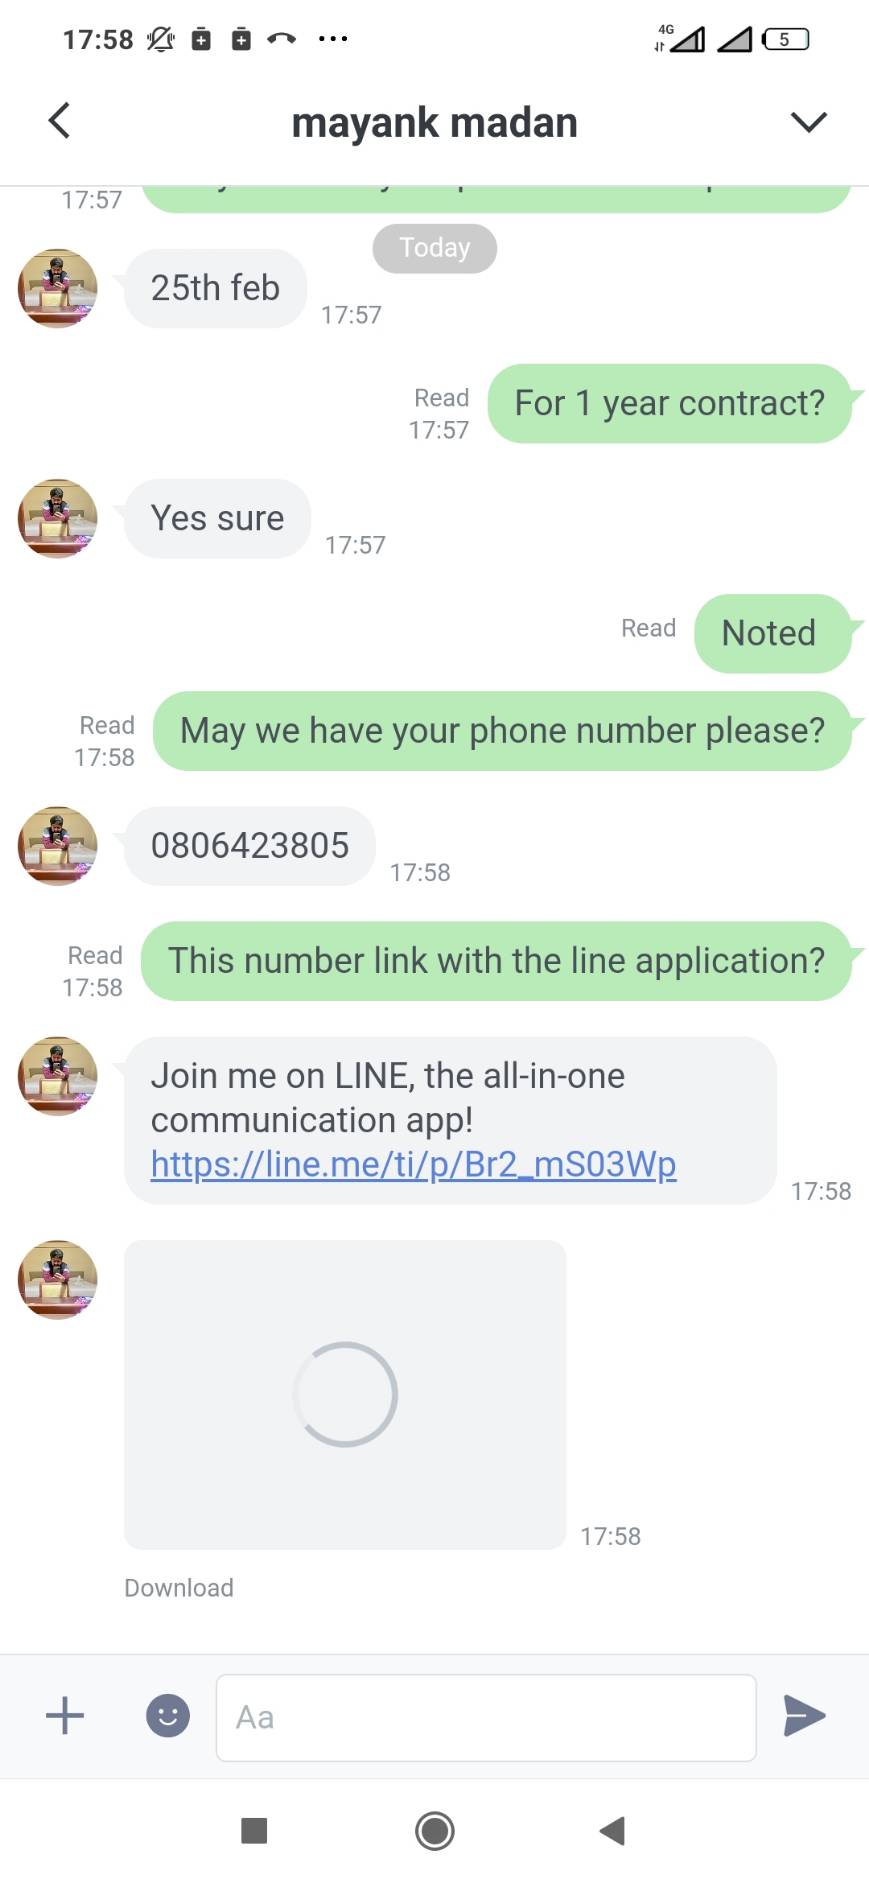 17:58
4G
5
mayank madan
17:57
Today
25th feb
17:57
Read
17:57
For 1 year contract?
Yes sure
17:57
Read
Noted
Read
17:58
May we have your phone number please?
0806423805
17:58
Read
17:58
This number link with the line application?
Join me on LINE, the all-in-one
communication app!
https://line.me/ti/p/Br2_mS03Wp
17:58
17:58
Download
Aa